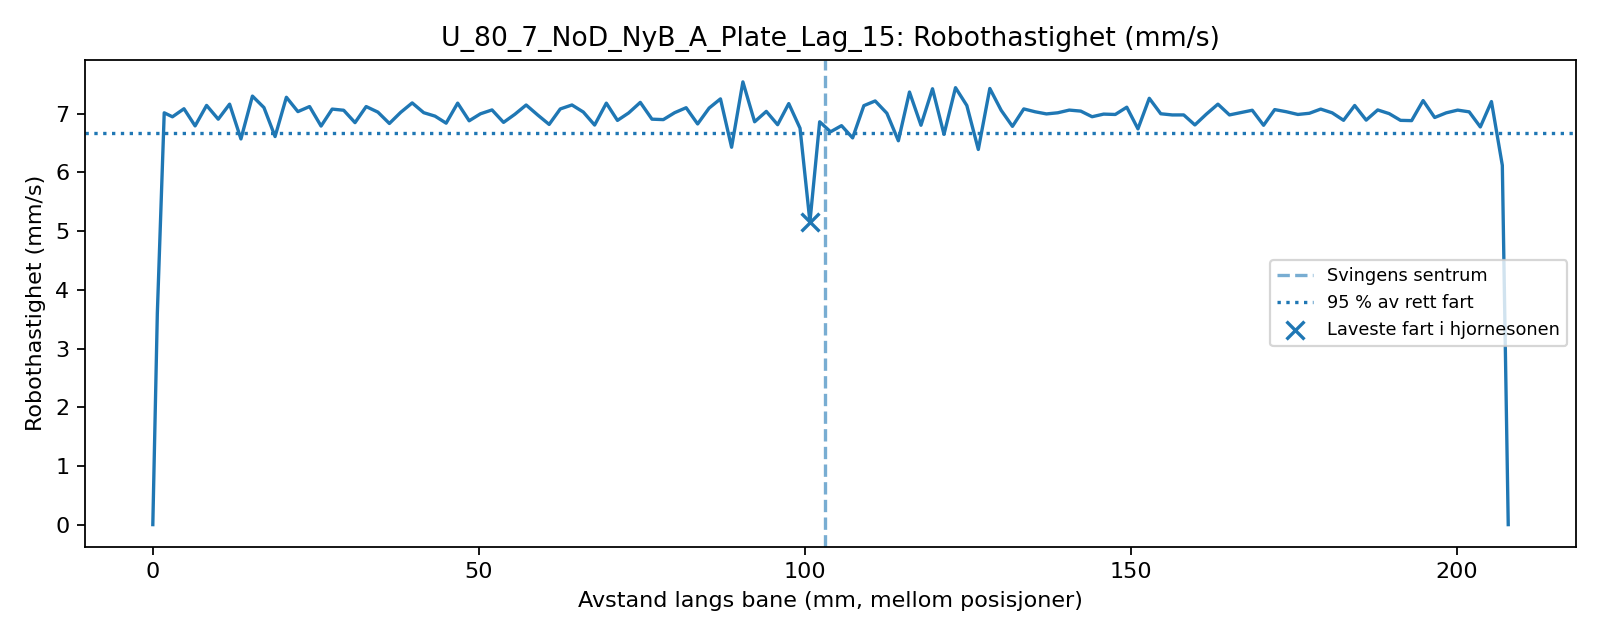 U_80_7_NoD_NyB_A_Plate_Lag_15: Robothastighet (mm/s)
Robothastighet (mm/s)
7
6
5
4
3
2
1
0
Svingens sentrum
95 % av rett fart
Laveste fart i hjornesonen
0 50 100 150 200
Avstand langs bane (mm, mellom posisjoner)